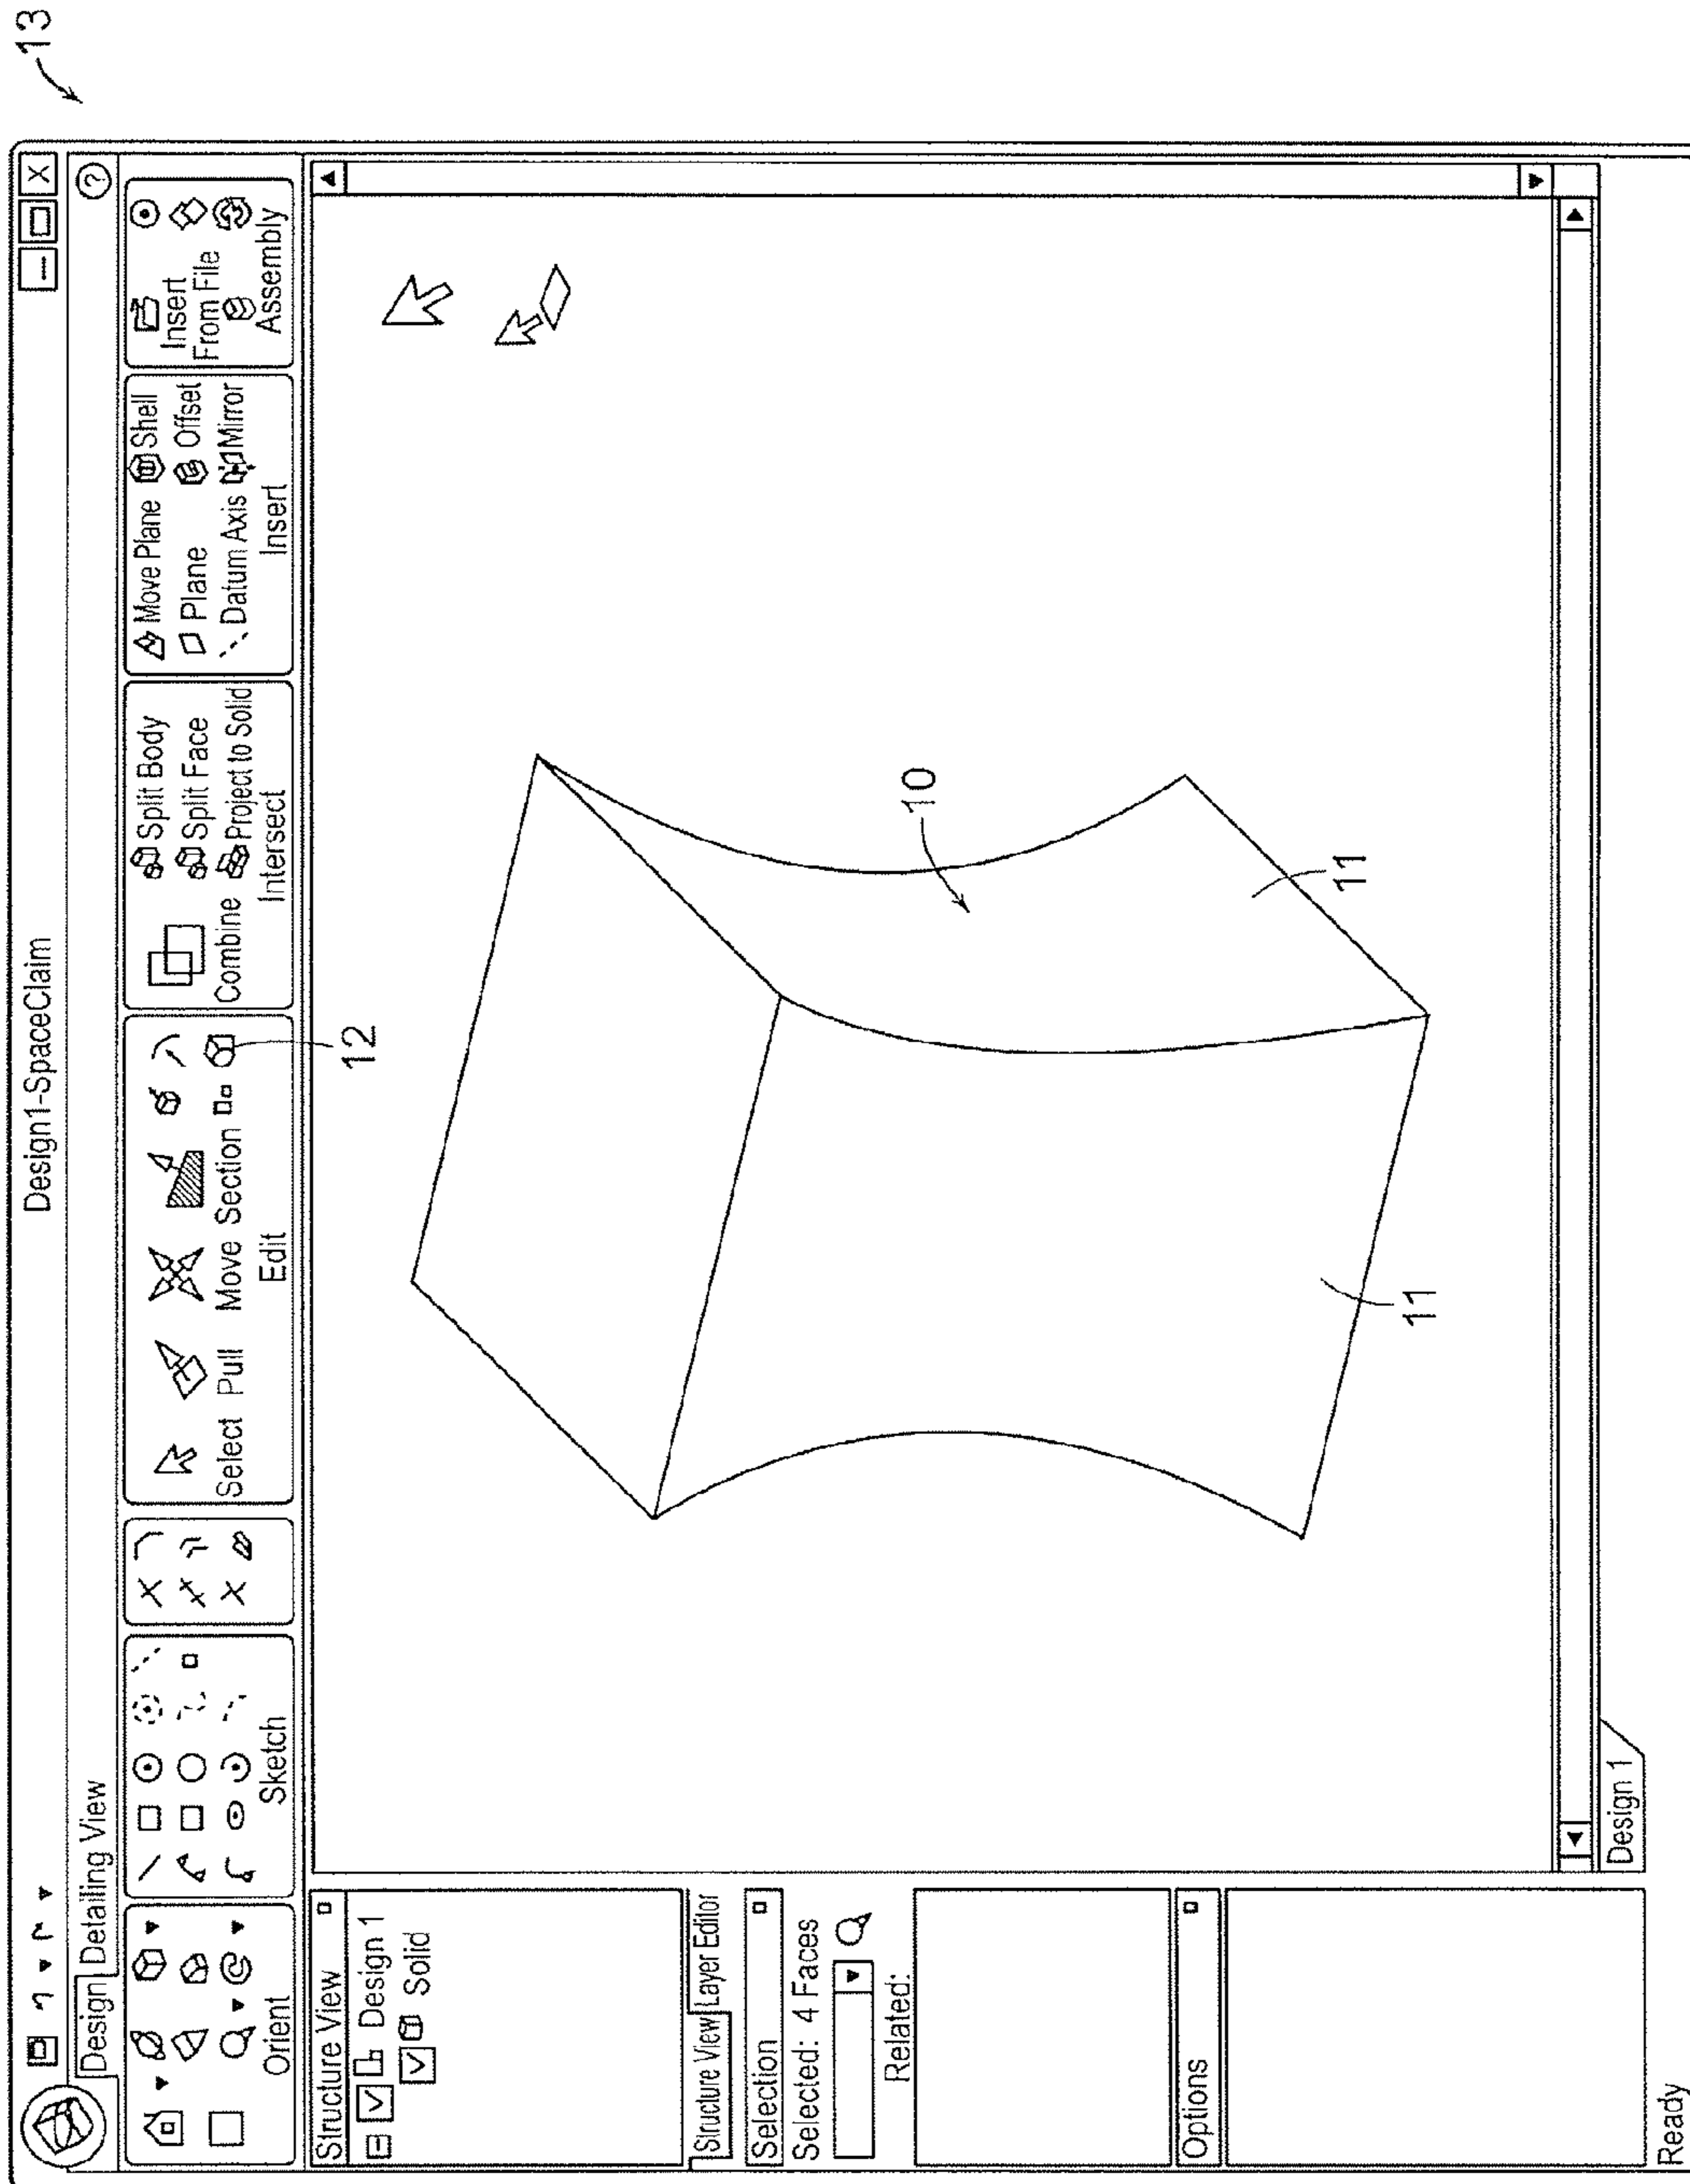 13
Design1-SpaceClaim
Design Detailing View
Orient
Sketch
Select Pull Move Section
Edit
Combine
Split Body
Split Face
Project to Solid
Intersect
Move Plane
Plane
Datum Axis
Shell
Offset
Mirror
Insert
Insert
From File
Assembly
12
Structure View
Design 1
Solid
Structure View Layer Editor
Selection
Selected: 4 Faces
Related:
Options
10
11
11
Design 1
Ready